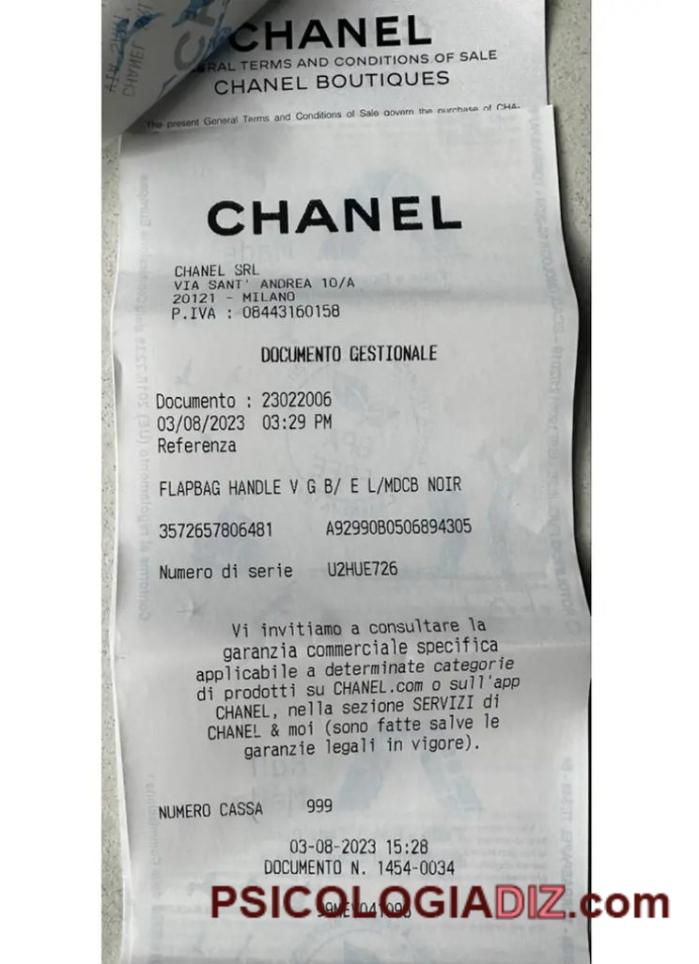 CHANEL
RAL TERMS AND CONDITIONS OF SALE
CHANEL BOUTIQUES
The present General Terms and Conditions of Sale govern the purchase of CHA-
CHANEL
CHANEL SRL
VIA SANT' ANDREA 10/A
20121 - MILANO
P.IVA : 08443160158
DOCUMENTO GESTIONALE
Documento : 23022006
03/08/2023 03:29 PM
Referenza
FLAPBAG HANDLE V G B/ E L/MDCB NOIR
3572657806481 A92990B0506894305
Numero di serie U2HUE726
Vi invitiamo a consultare la
garanzia commerciale specifica
applicabile a determinate categorie
di prodotti su CHANEL.com o sull'app
CHANEL, nella sezione SERVIZI di
CHANEL & moi (sono fatte salve le
garanzie legali in vigore).
NUMERO CASSA 999
03-08-2023 15:28
DOCUMENTO N. 1454-0034
PSICOLOGIADIZ.com